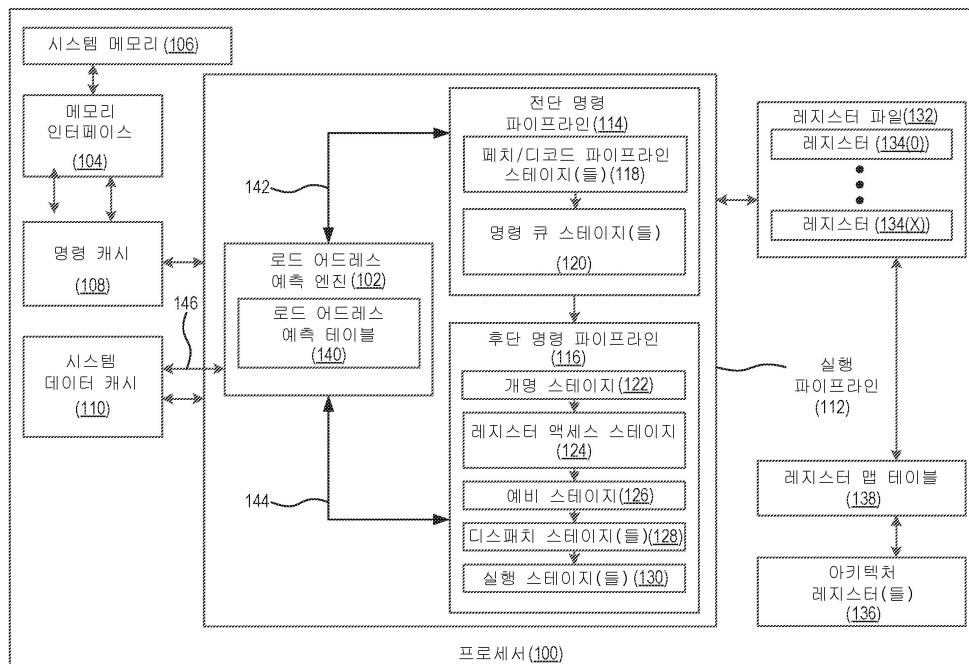 시스템 메모리(106)
메모리
인터페이스
(104)
명령 캐시
(108)
146
시스템
데이터 캐시
(110)
142
로드 어드레스
예측 엔진(102)
로드 어드레스
예측 테이블
(140)
144
전단 명령
파이프라인(114)
페치/디코드 파이프라인
스테이지(들)(118)
명령 큐 스테이지(들)
(120)
후단 명령 파이프라인
(116)
개명 스테이지(122)
레지스터 액세스 스테이지
(124)
예비 스테이지(126)
디스패치 스테이지(들)(128)
실행 스테이지(들)(130)
레지스터 파일(132)
레지스터(134(0))
레지스터(134(X))
실행
파이프라인
(112)
레지스터 맵 테이블
(138)
아키텍처
레지스터(들)
(136)
프로세서(100)